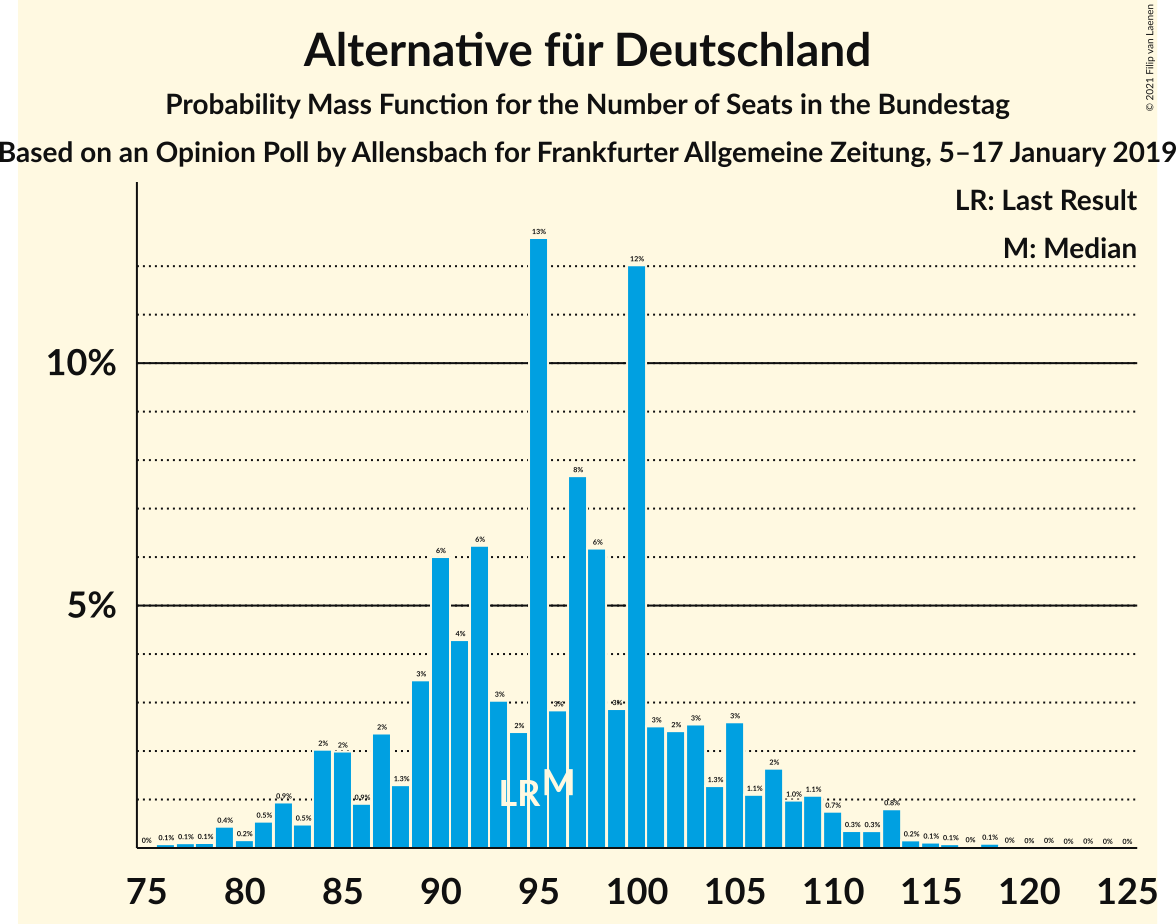 Alternative für Deutschland
Probability Mass Function for the Number of Seats in the Bundestag
Based on an Opinion Poll by Allensbach for Frankfurter Allgemeine Zeitung, 5–17 January 2019
© 2021 Filip van Laenen
LR: Last Result
M: Median
10%
5%
0% 0.1% 0.1% 0.1% 0.4% 0.2% 0.5% 0.9% 0.5% 2% 2% 0.9% 2% 1.3% 3% 6% 4% 6% 3% 2% 13% 3% 8% 6% 3% 12% 3% 2% 3% 1.3% 3% 1.1% 2% 1.0% 1.1% 0.7% 0.3% 0.3% 0.8% 0.2% 0.1% 0.1% 0% 0.1% 0% 0% 0% 0% 0% 0% 0%
LR M
75 80 85 90 95 100 105 110 115 120 125